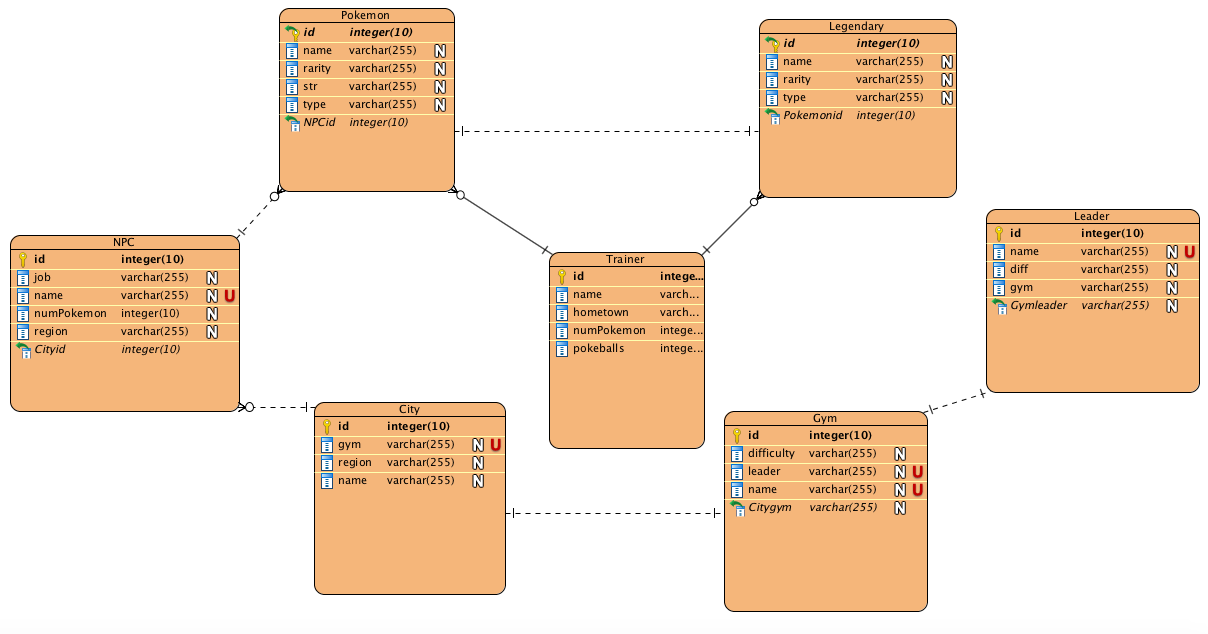 Pokemon
id integer(10)
name varchar(255) N
rarity varchar(255) N
str varchar(255) N
type varchar(255) N
NPCid integer(10)
Legendary
id integer(10)
name varchar(255) N
rarity varchar(255) N
type varchar(255) N
Pokemonid integer(10)
Leader
id integer(10)
name varchar(255) N U
diff varchar(255) N
gym varchar(255) N
Gymleader varchar(255) N
NPC
id integer(10)
job varchar(255) N
name varchar(255) N U
numPokemon integer(10) N
region varchar(255) N
Cityid integer(10)
Trainer
id intege...
name varch...
hometown varch...
numPokemon intege...
pokeballs intege...
City
id integer(10)
gym varchar(255) N U
region varchar(255) N
name varchar(255) N
Gym
id integer(10)
difficulty varchar(255) N
leader varchar(255) N U
name varchar(255) N U
Citygym varchar(255) N